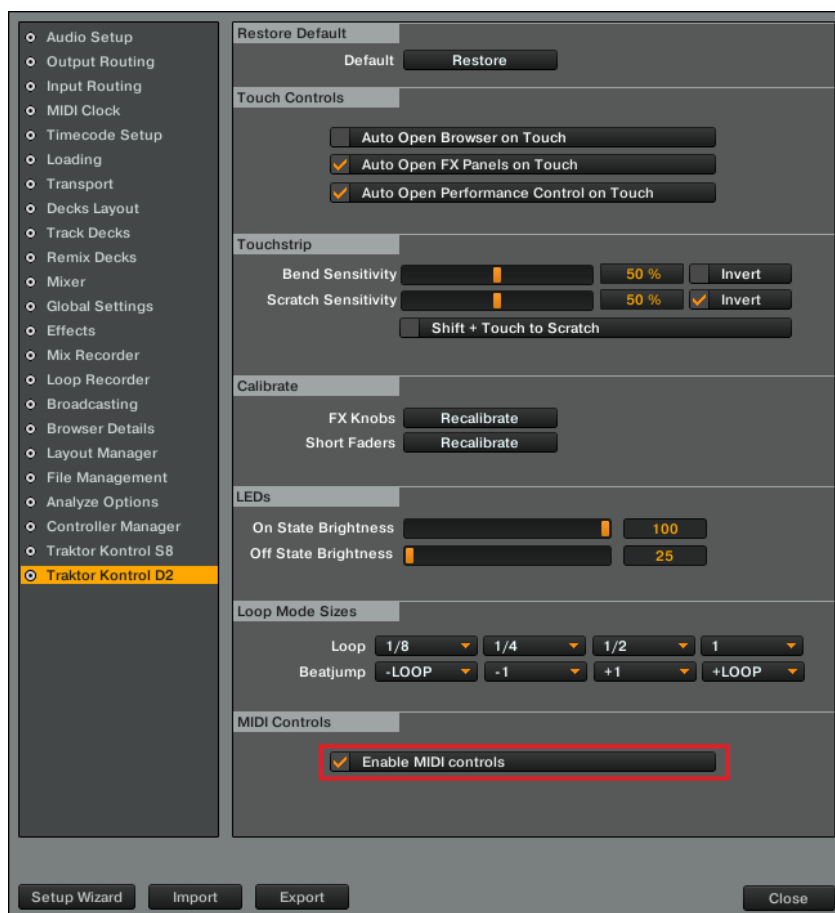 Audio Setup
Output Routing
Input Routing
MIDI Clock
Timecode Setup
Loading
Transport
Decks Layout
Track Decks
Remix Decks
Mixer
Global Settings
Effects
Mix Recorder
Loop Recorder
Broadcasting
Browser Details
Layout Manager
File Management
Analyze Options
Controller Manager
Traktor Kontrol S8
Traktor Kontrol D2
Restore Default
Default Restore
Touch Controls
Auto Open Browser on Touch
Auto Open FX Panels on Touch
Auto Open Performance Control on Touch
Touchstrip
Bend Sensitivity 50 % Invert
Scratch Sensitivity 50 % Invert
Shift + Touch to Scratch
Calibrate
FX Knobs Recalibrate
Short Faders Recalibrate
LEDs
On State Brightness 100
Off State Brightness 25
Loop Mode Sizes
Loop 1/8 1/4 1/2 1
Beatjump -LOOP -1 +1 +LOOP
MIDI Controls
Enable MIDI controls
Setup Wizard Import Export Close